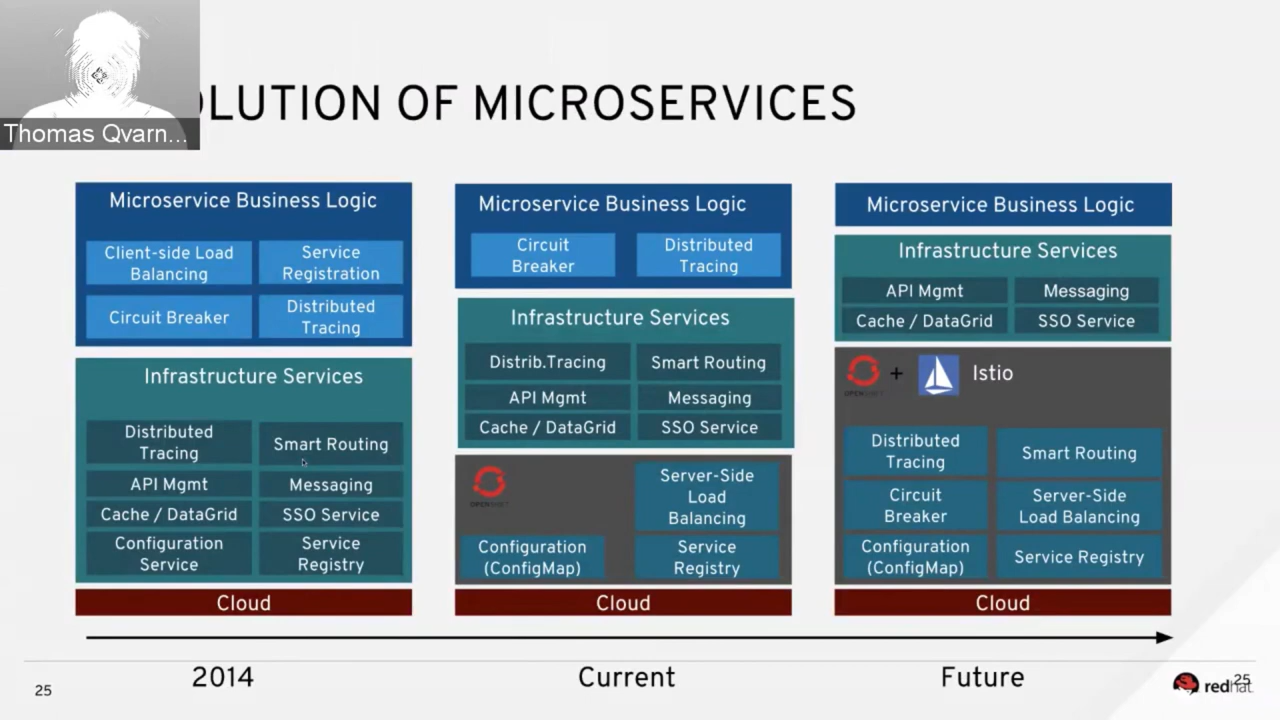 Thomas Qvarn...
OLUTION OF MICROSERVICES
Microservice Business Logic
Client-side Load
Balancing
Service
Registration
Circuit Breaker
Distributed
Tracing
Infrastructure Services
Distributed
Tracing
Smart Routing
API Mgmt
Messaging
Cache / DataGrid
SSO Service
Configuration
Service
Service
Registry
Cloud
Microservice Business Logic
Circuit
Breaker
Distributed
Tracing
Infrastructure Services
Distrib.Tracing
Smart Routing
API Mgmt
Messaging
Cache / DataGrid
SSO Service
OPENSHIFT
Server-Side
Load
Balancing
Configuration
(ConfigMap)
Service
Registry
Cloud
Microservice Business Logic
Infrastructure Services
API Mgmt
Messaging
Cache / DataGrid
SSO Service
OPENSHIFT
+
Istio
Distributed
Tracing
Smart Routing
Circuit
Breaker
Server-Side
Load Balancing
Configuration
(ConfigMap)
Service Registry
Cloud
2014
Current
Future
25
redhat.
25